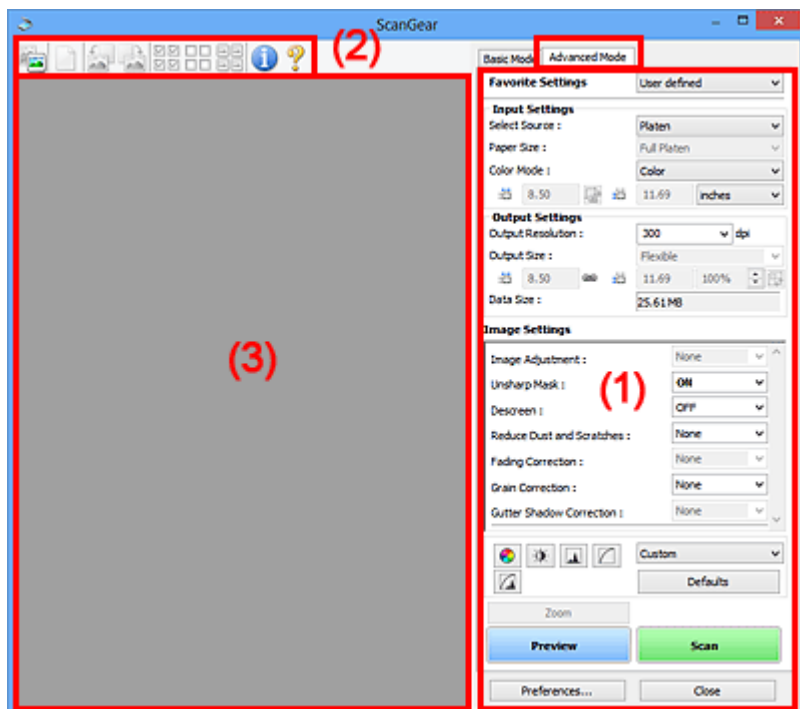 ScanGear
(2)
Basic Mode Advanced Mode
Favorite Settings User defined
Input Settings
Select Source : Platen
Paper Size : Full Platen
Color Mode : Color
8.50 11.69 inches
Output Settings
Output Resolution : 300 dpi
Output Size : Flexible
8.50 11.69 100%
Data Size : 25.61MB
Image Settings
(3)
(1)
Image Adjustment : None
Unsharp Mask : ON
Descreen : OFF
Reduce Dust and Scratches : None
Fading Correction : None
Grain Correction : None
Gutter Shadow Correction : None
Custom
Defaults
Zoom
Preview Scan
Preferences... Close